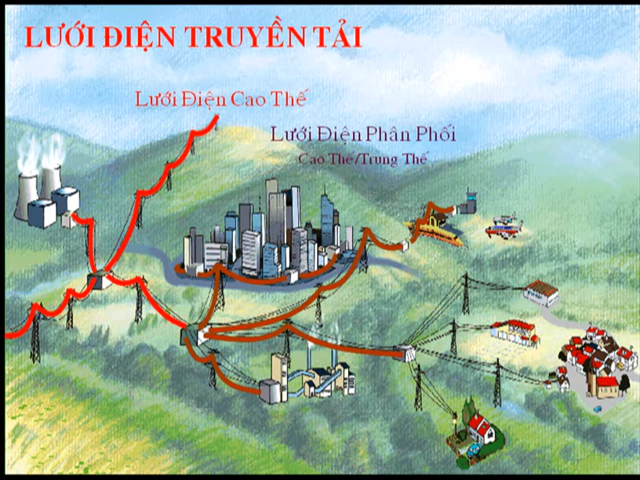 LƯỚI ĐIỆN TRUYỀN TẢI
Lưới Điện Cao Thế
Lưới Điện Phân Phối
Cao Thế/Trung Thế